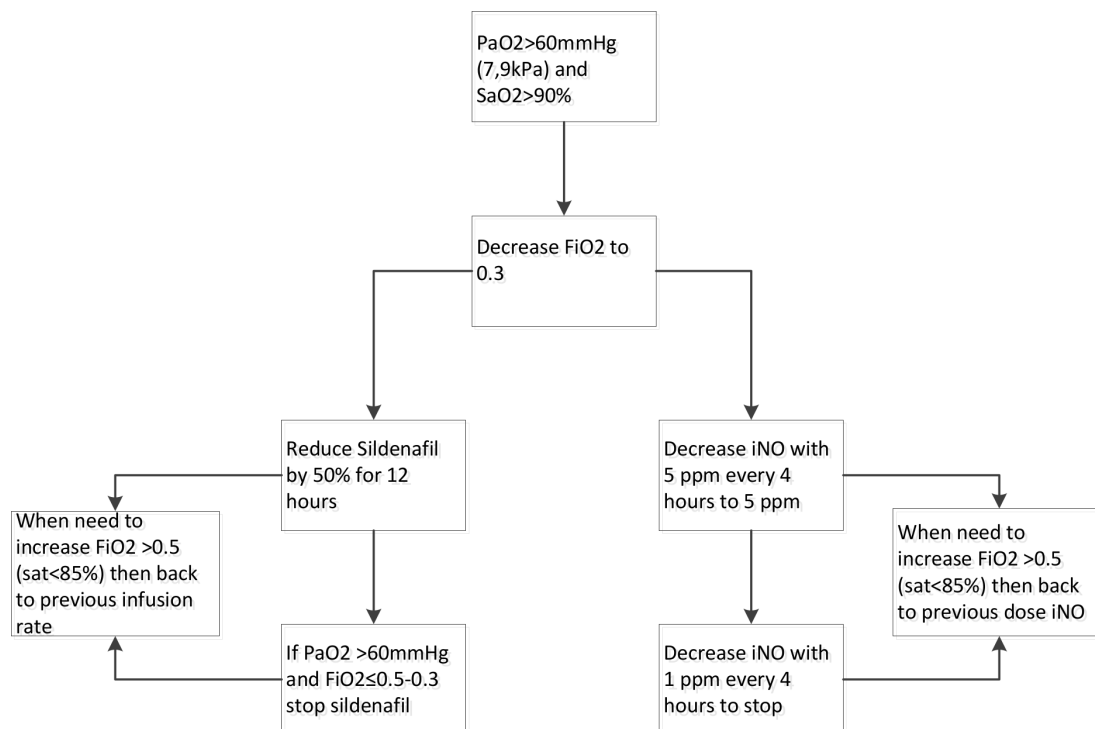 PaO2>60mmHg
(7,9kPa) and
SaO2>90%
Decrease FiO2 to
0.3
Reduce Sildenafil
by 50% for 12
hours
Decrease iNO with
5 ppm every 4
hours to 5 ppm
When need to
increase FiO2 >0.5
(sat<85%) then back
to previous infusion
rate
When need to
increase FiO2 >0.5
(sat<85%) then back
to previous dose iNO
If PaO2 >60mmHg
and FiO2≤0.5-0.3
stop sildenafil
Decrease iNO with
1 ppm every 4
hours to stop